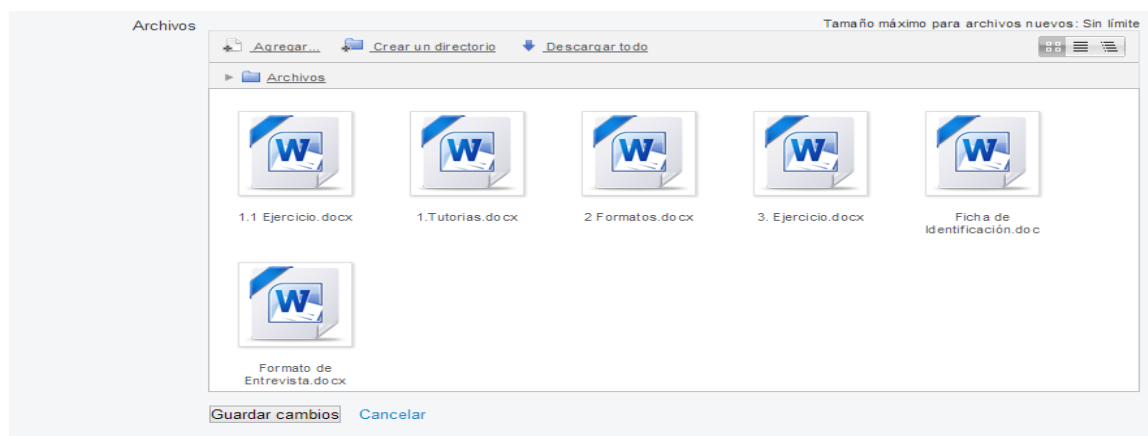 Archivos
Tamaño máximo para archivos nuevos: Sin límite
Agregar... Crear un directorio Descargar todo
Archivos
W W W W W
1.1 Ejercicio.docx 1.Tutorias.docx 2 Formatos.docx 3. Ejercicio.docx Ficha de
Identificación.doc
W
Formato de
Entrevista.docx
Guardar cambios Cancelar